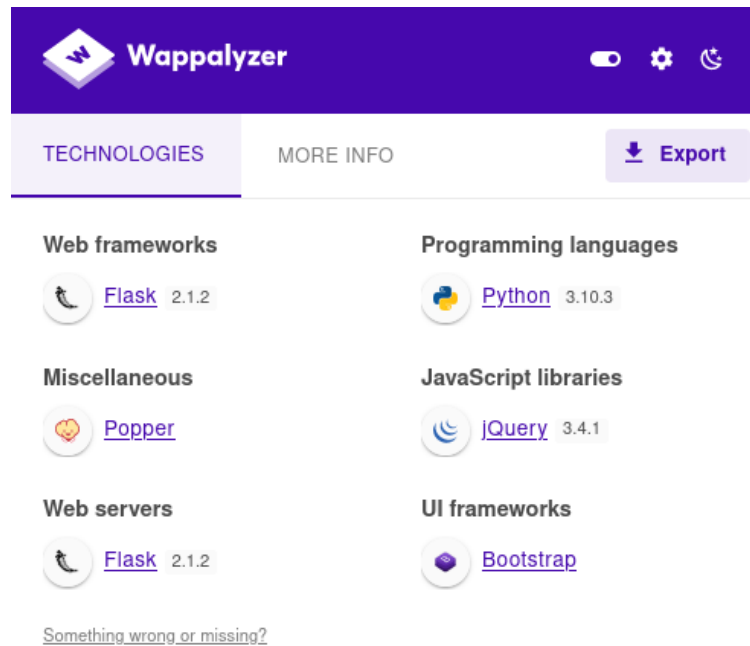 Wappalyzer
TECHNOLOGIES
MORE INFO
Export
Web frameworks
Flask 2.1.2
Programming languages
Python 3.10.3
Miscellaneous
Popper
JavaScript libraries
jQuery 3.4.1
Web servers
Flask 2.1.2
UI frameworks
Bootstrap
Something wrong or missing?